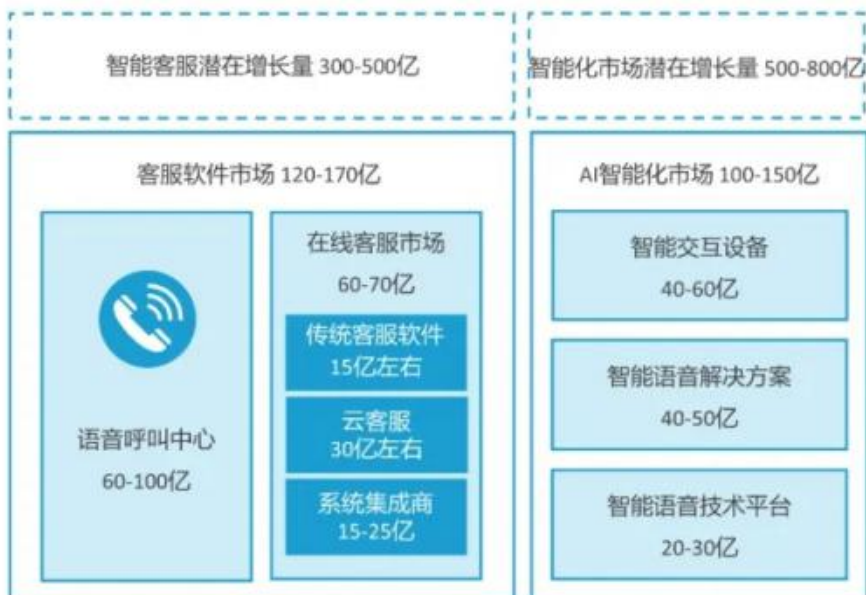 智能客服潜在增长量 300-500亿
智能化市场潜在增长量 500-800亿
客服软件市场 120-170亿
语音呼叫中心
60-100亿
在线客服市场
60-70亿
传统客服软件
15亿左右
云客服
30亿左右
系统集成商
15-25亿
AI智能化市场 100-150亿
智能交互设备
40-60亿
智能语音解决方案
40-50亿
智能语音技术平台
20-30亿